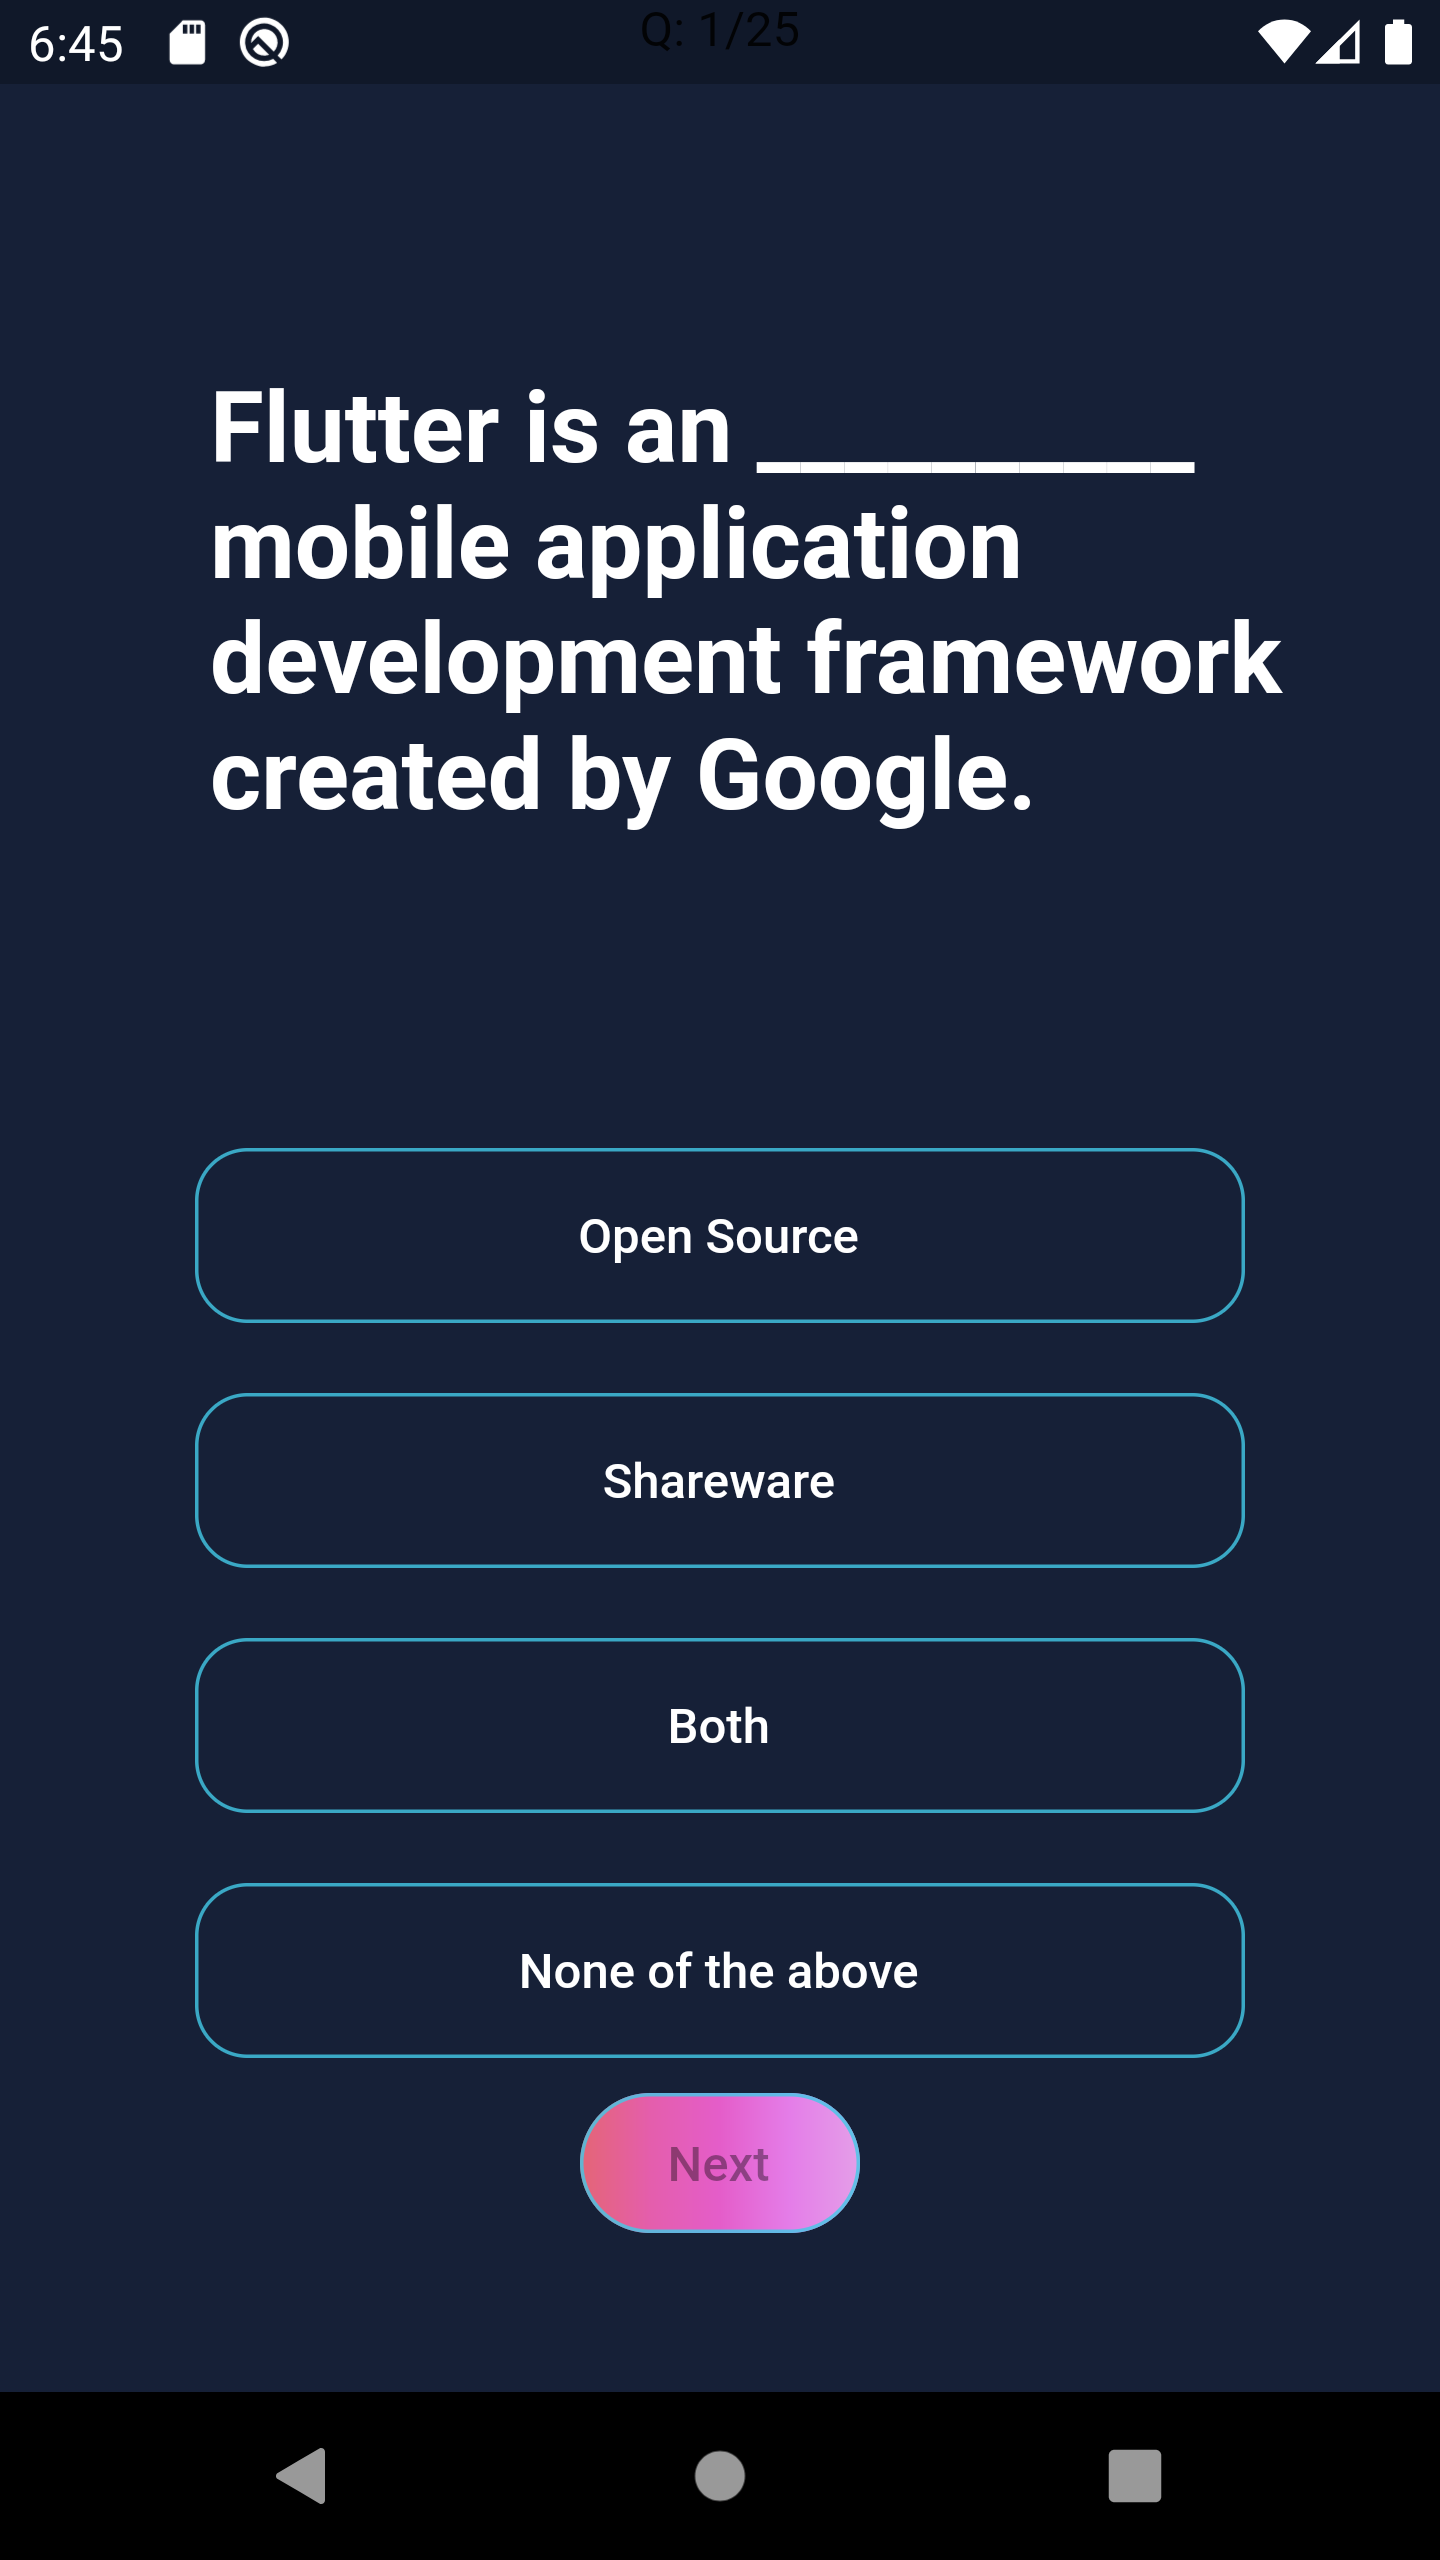 6:45
Q: 1/25
Flutter is an __________
mobile application
development framework
created by Google.
Open Source
Shareware
Both
None of the above
Next